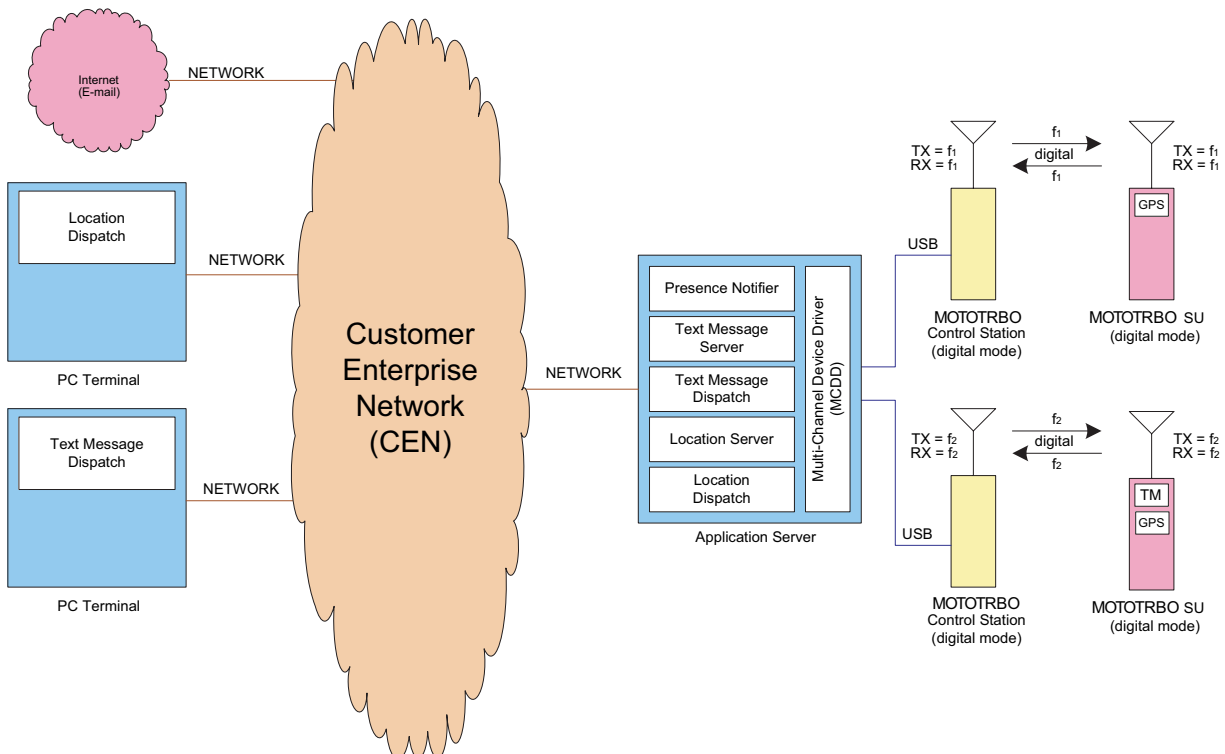 Internet
(E-mail)
NETWORK
Location
Dispatch
NETWORK
PC Terminal
Text Message
Dispatch
NETWORK
PC Terminal
Customer
Enterprise
Network
(CEN)
NETWORK
Presence Notifier
Text Message
Server
Text Message
Dispatch
Location Server
Location
Dispatch
Multi-Channel Device Driver
(MCDD)
Application Server
USB
USB
TX = f1
RX = f1
f1
digital
f1
TX = f1
RX = f1
GPS
MOTOTRBO
Control Station
(digital mode)
MOTOTRBO SU
(digital mode)
TX = f2
RX = f2
f2
digital
f2
TX = f2
RX = f2
TM
GPS
MOTOTRBO
Control Station
(digital mode)
MOTOTRBO SU
(digital mode)